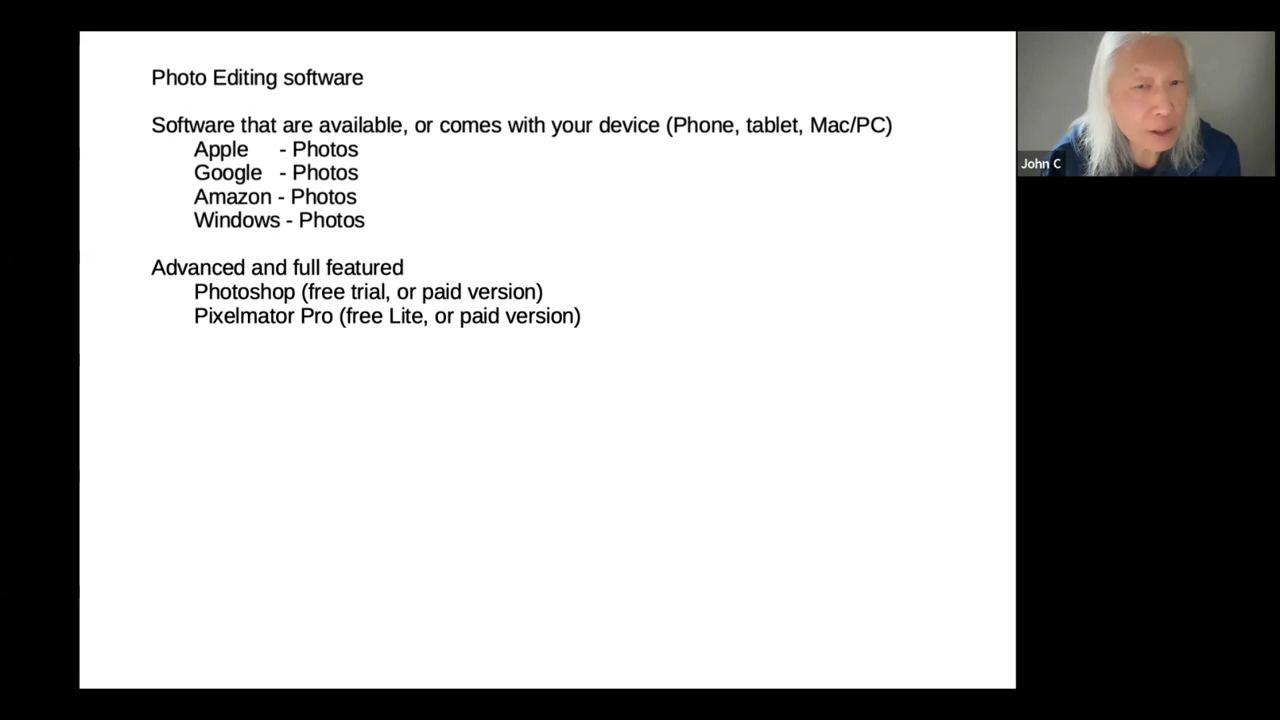 Photo Editing software
Software that are available, or comes with your device (Phone, tablet, Mac/PC)
Apple - Photos
Google - Photos
Amazon - Photos
Windows - Photos
Advanced and full featured
Photoshop (free trial, or paid version)
Pixelmator Pro (free Lite, or paid version)
John C